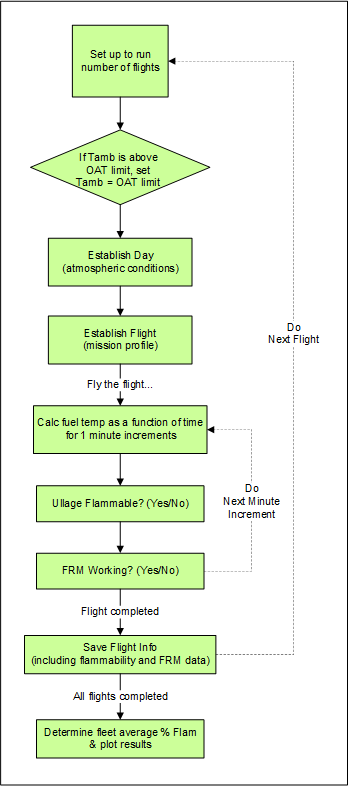 Set up to run
number of flights
If Tamb is above
OAT limit, set
Tamb = OAT limit
Establish Day
(atmospheric conditions)
Establish Flight
(mission profile)
Do
Next Flight
Fly the flight...
Calc fuel temp as a function of time
for 1 minute increments
Do
Next Minute
Increment
Ullage Flammable? (Yes/No)
FRM Working? (Yes/No)
Flight completed
Save Flight Info
(including flammability and FRM data)
All flights completed
Determine fleet average % Flam
& plot results